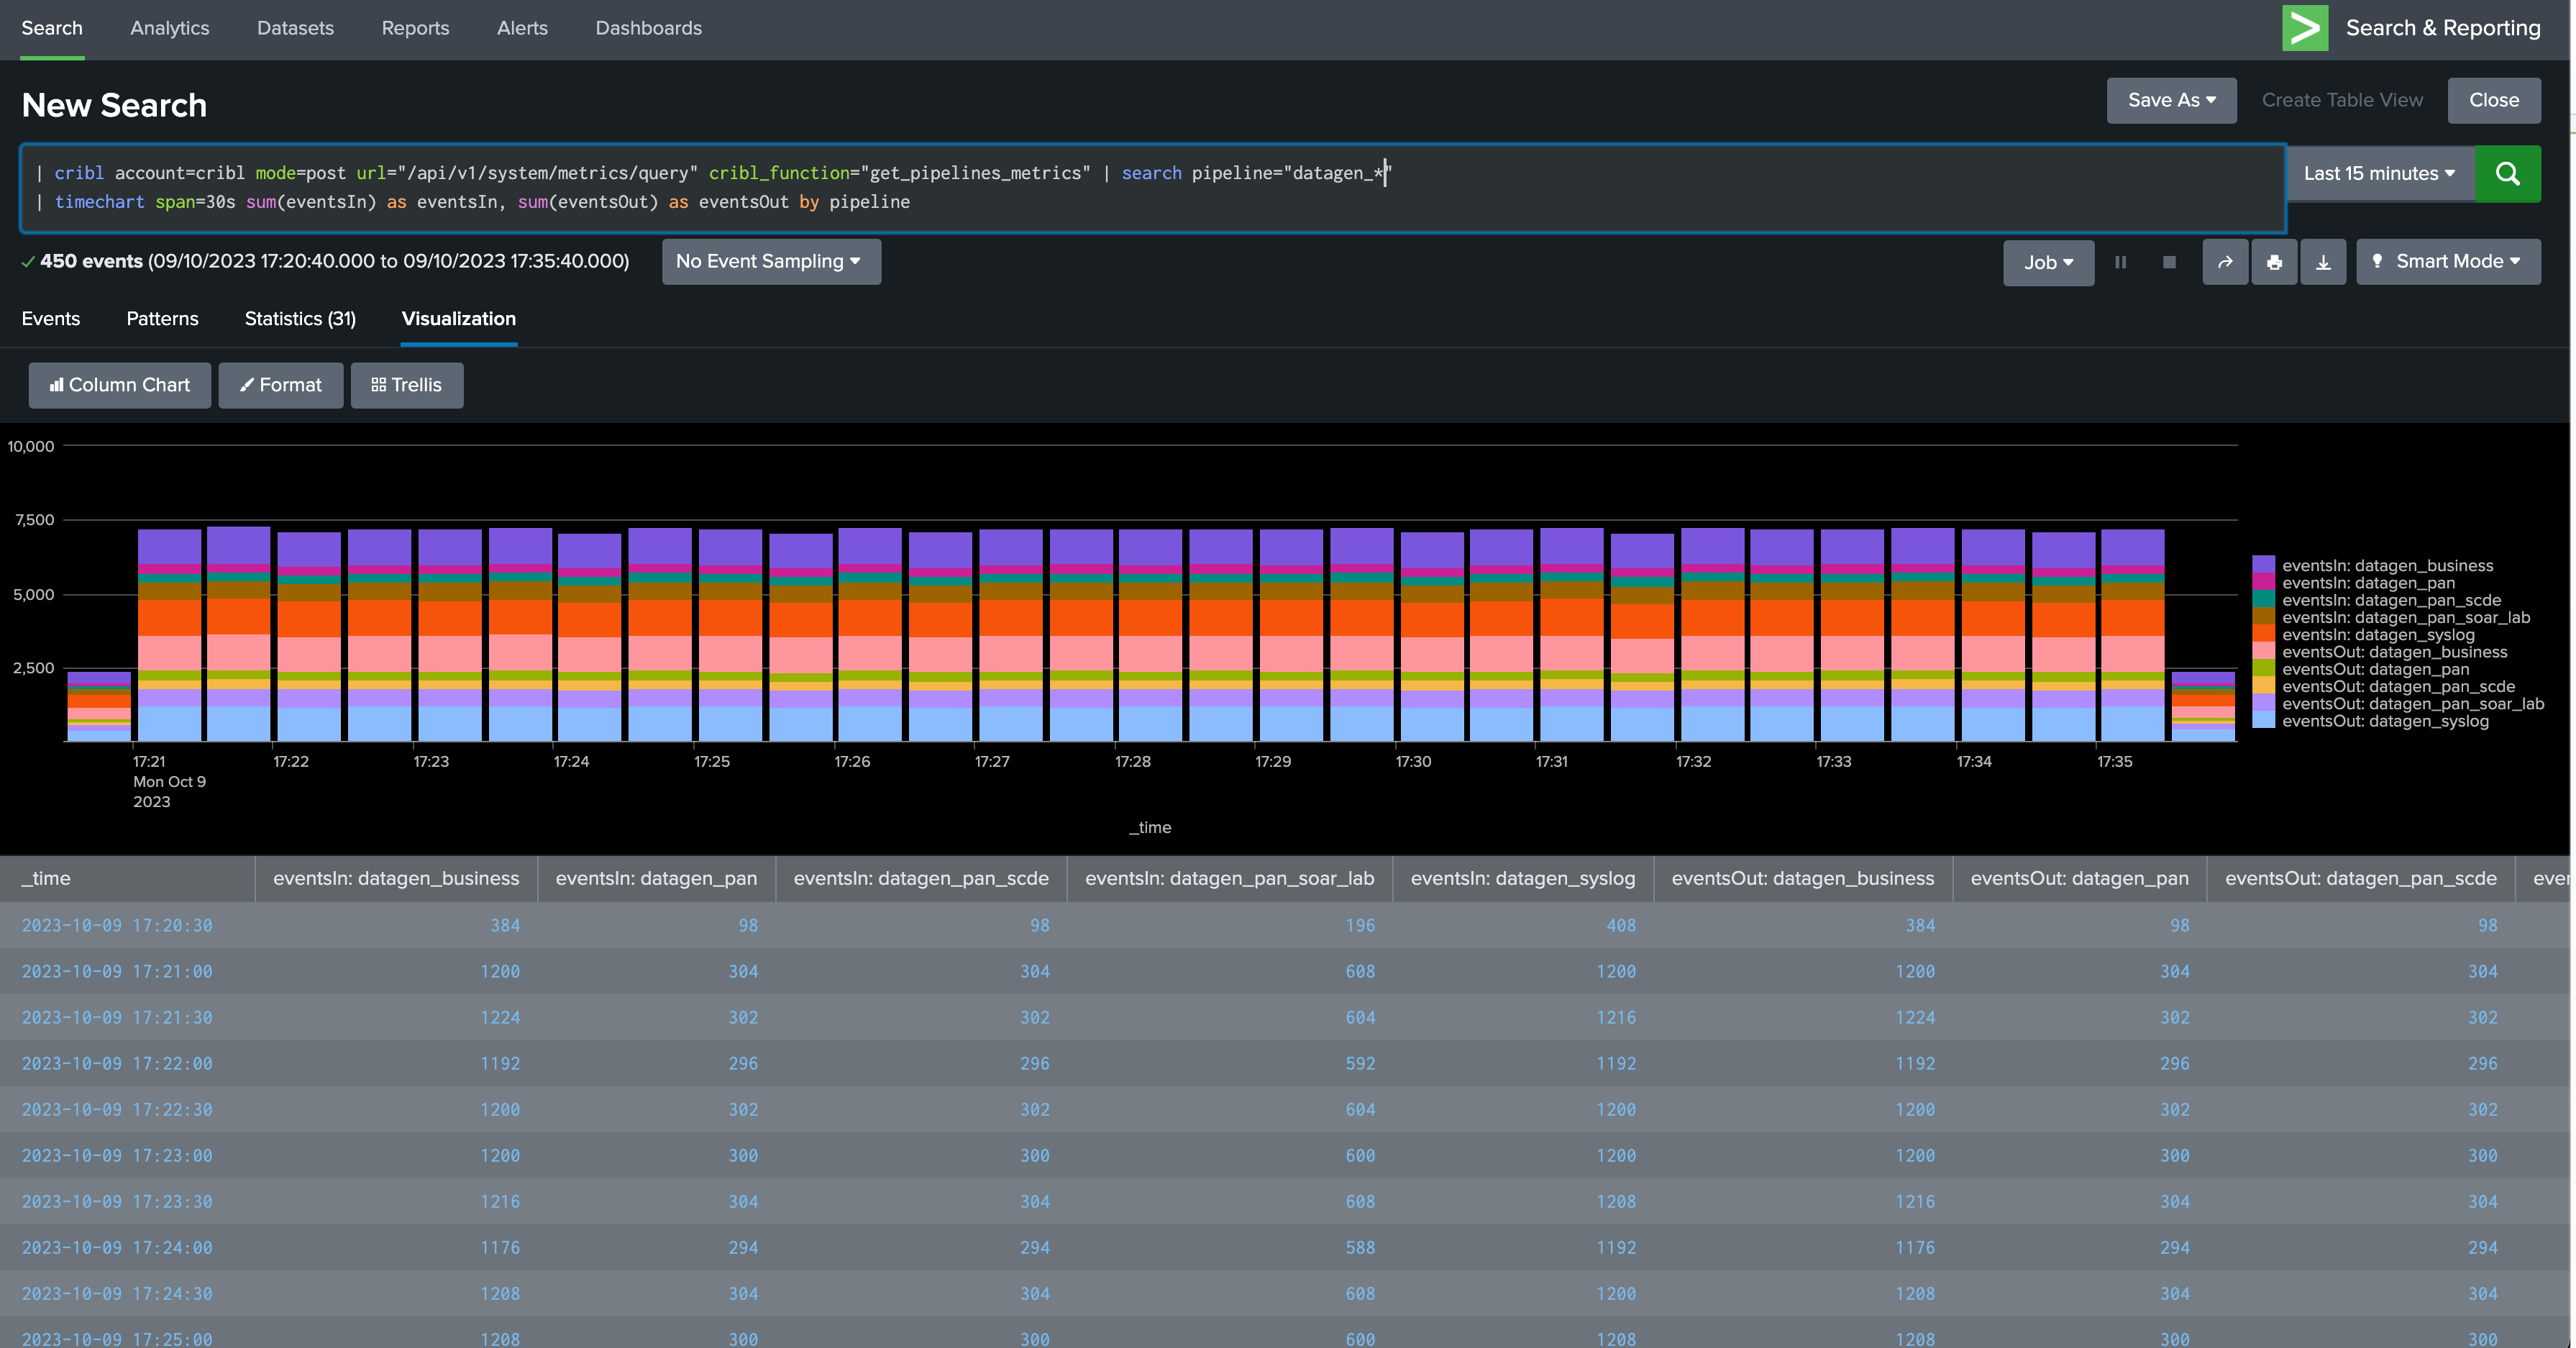 Search Analytics Datasets Reports Alerts Dashboards
Search & Reporting
New Search
Save As Create Table View Close
| cribl account=cribl mode=post url="/api/v1/system/metrics/query" cribl_function="get_pipelines_metrics" | search pipeline="datagen_*"
| timechart span=30s sum(eventsIn) as eventsIn, sum(eventsOut) as eventsOut by pipeline
Last 15 minutes
450 events (09/10/2023 17:20:40.000 to 09/10/2023 17:35:40.000)
No Event Sampling
Job
Smart Mode
Events Patterns Statistics (31) Visualization
Column Chart Format Trellis
10,000
7,500
5,000
2,500
17:21 17:22 17:23 17:24 17:25 17:26 17:27 17:28 17:29 17:30 17:31 17:32 17:33 17:34 17:35
Mon Oct 9
2023
_time
eventsIn: datagen_business
eventsIn: datagen_pan
eventsIn: datagen_pan_scde
eventsIn: datagen_pan_soar_lab
eventsIn: datagen_syslog
eventsOut: datagen_business
eventsOut: datagen_pan
eventsOut: datagen_pan_scde
eventsOut: datagen_pan_soar_lab
eventsOut: datagen_syslog
_time eventsIn: datagen_business eventsIn: datagen_pan eventsIn: datagen_pan_scde eventsIn: datagen_pan_soar_lab eventsIn: datagen_syslog eventsOut: datagen_business eventsOut: datagen_pan eventsOut: datagen_pan_scde
2023-10-09 17:20:30 384 98 98 196 408 384 98 98
2023-10-09 17:21:00 1200 304 304 608 1200 1200 304 304
2023-10-09 17:21:30 1224 302 302 604 1216 1224 302 302
2023-10-09 17:22:00 1192 296 296 592 1192 1192 296 296
2023-10-09 17:22:30 1200 302 302 604 1200 1200 302 302
2023-10-09 17:23:00 1200 300 300 600 1200 1200 300 300
2023-10-09 17:23:30 1216 304 304 608 1208 1216 304 304
2023-10-09 17:24:00 1176 294 294 588 1192 1176 294 294
2023-10-09 17:24:30 1208 304 304 608 1200 1208 304 304
2023-10-09 17:25:00 1208 300 300 600 1208 1208 300 300